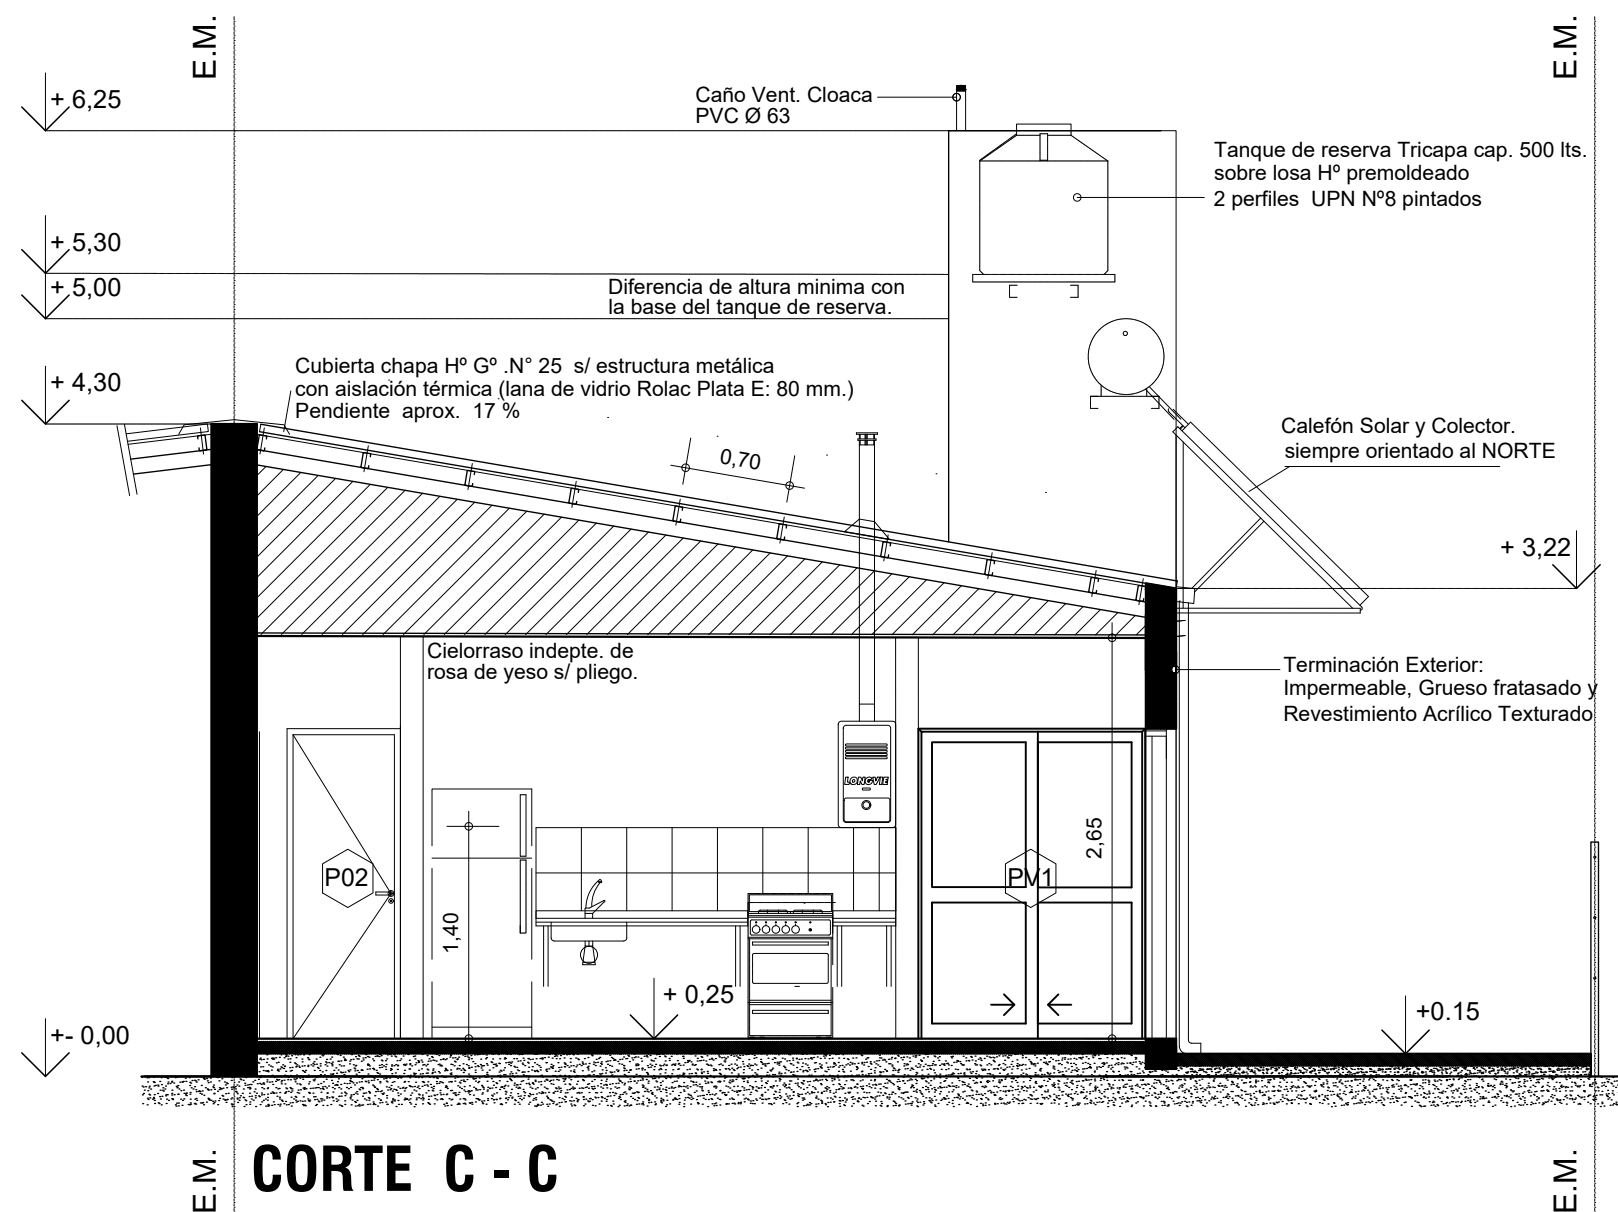 E.M.
E.M.
+ 6,25
Caño Vent. Cloaca
PVC Ø 63
Tanque de reserva Tricapa cap. 500 lts.
sobre losa Hº premoldeado
2 perfiles UPN Nº8 pintados
+ 5,30
+ 5,00
Diferencia de altura minima con
la base del tanque de reserva.
+ 4,30
Cubierta chapa Hº Gº .N° 25 s/ estructura metálica
con aislación térmica (lana de vidrio Rolac Plata E: 80 mm.)
Pendiente aprox. 17 %
0,70
Calefón Solar y Colector.
siempre orientado al NORTE
+ 3,22
Cielorraso indepte. de
rosa de yeso s/ pliego.
Terminación Exterior:
Impermeable, Grueso fratasado y
Revestimiento Acrílico Texturado
LONGVIE
2,65
P02
PV1
1,40
+ 0,25
+0.15
+- 0,00
E.M.
CORTE C - C
E.M.